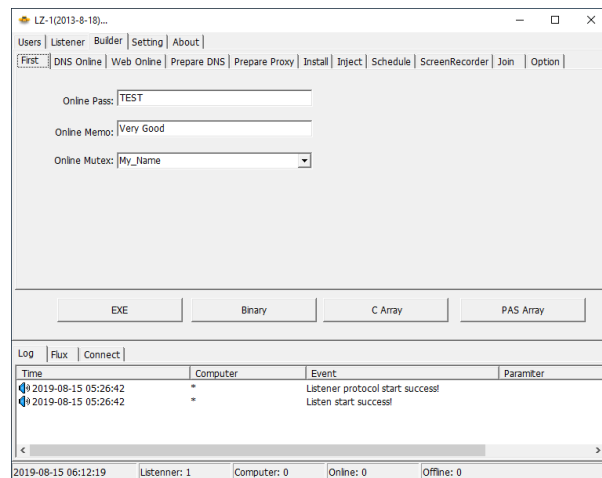 LZ-1(2013-8-18)...
Users Listener Builder Setting About
First DNS Online Web Online Prepare DNS Prepare Proxy Install Inject Schedule ScreenRecorder Join Option
Online Pass: TEST
Online Memo: Very Good
Online Mutex: My_Name
EXE Binary C Array PAS Array
Log Flux Connect
Time Computer Event Paramiter
2019-08-15 05:26:42 * Listener protocol start success!
2019-08-15 05:26:42 * Listen start success!
2019-08-15 06:12:19 Listenner: 1 Computer: 0 Online: 0 Offline: 0